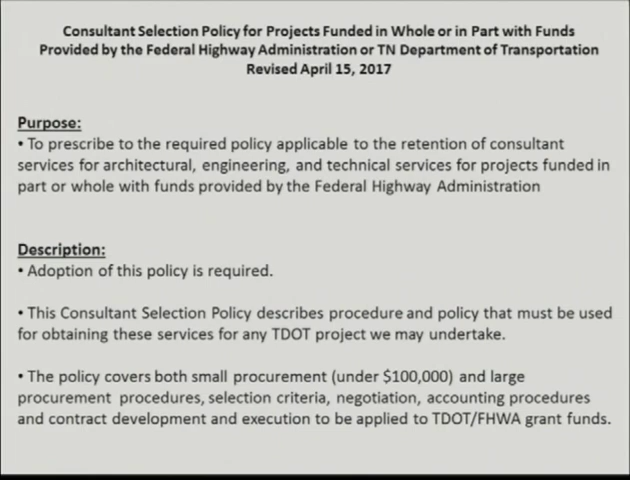 Consultant Selection Policy for Projects Funded in Whole or in Part with Funds
Provided by the Federal Highway Administration or TN Department of Transportation
Revised April 15, 2017
Purpose:
• To prescribe to the required policy applicable to the retention of consultant
services for architectural, engineering, and technical services for projects funded in
part or whole with funds provided by the Federal Highway Administration
Description:
• Adoption of this policy is required.
• This Consultant Selection Policy describes procedure and policy that must be used
for obtaining these services for any TDOT project we may undertake.
• The policy covers both small procurement (under $100,000) and large
procurement procedures, selection criteria, negotiation, accounting procedures
and contract development and execution to be applied to TDOT/FHWA grant funds.